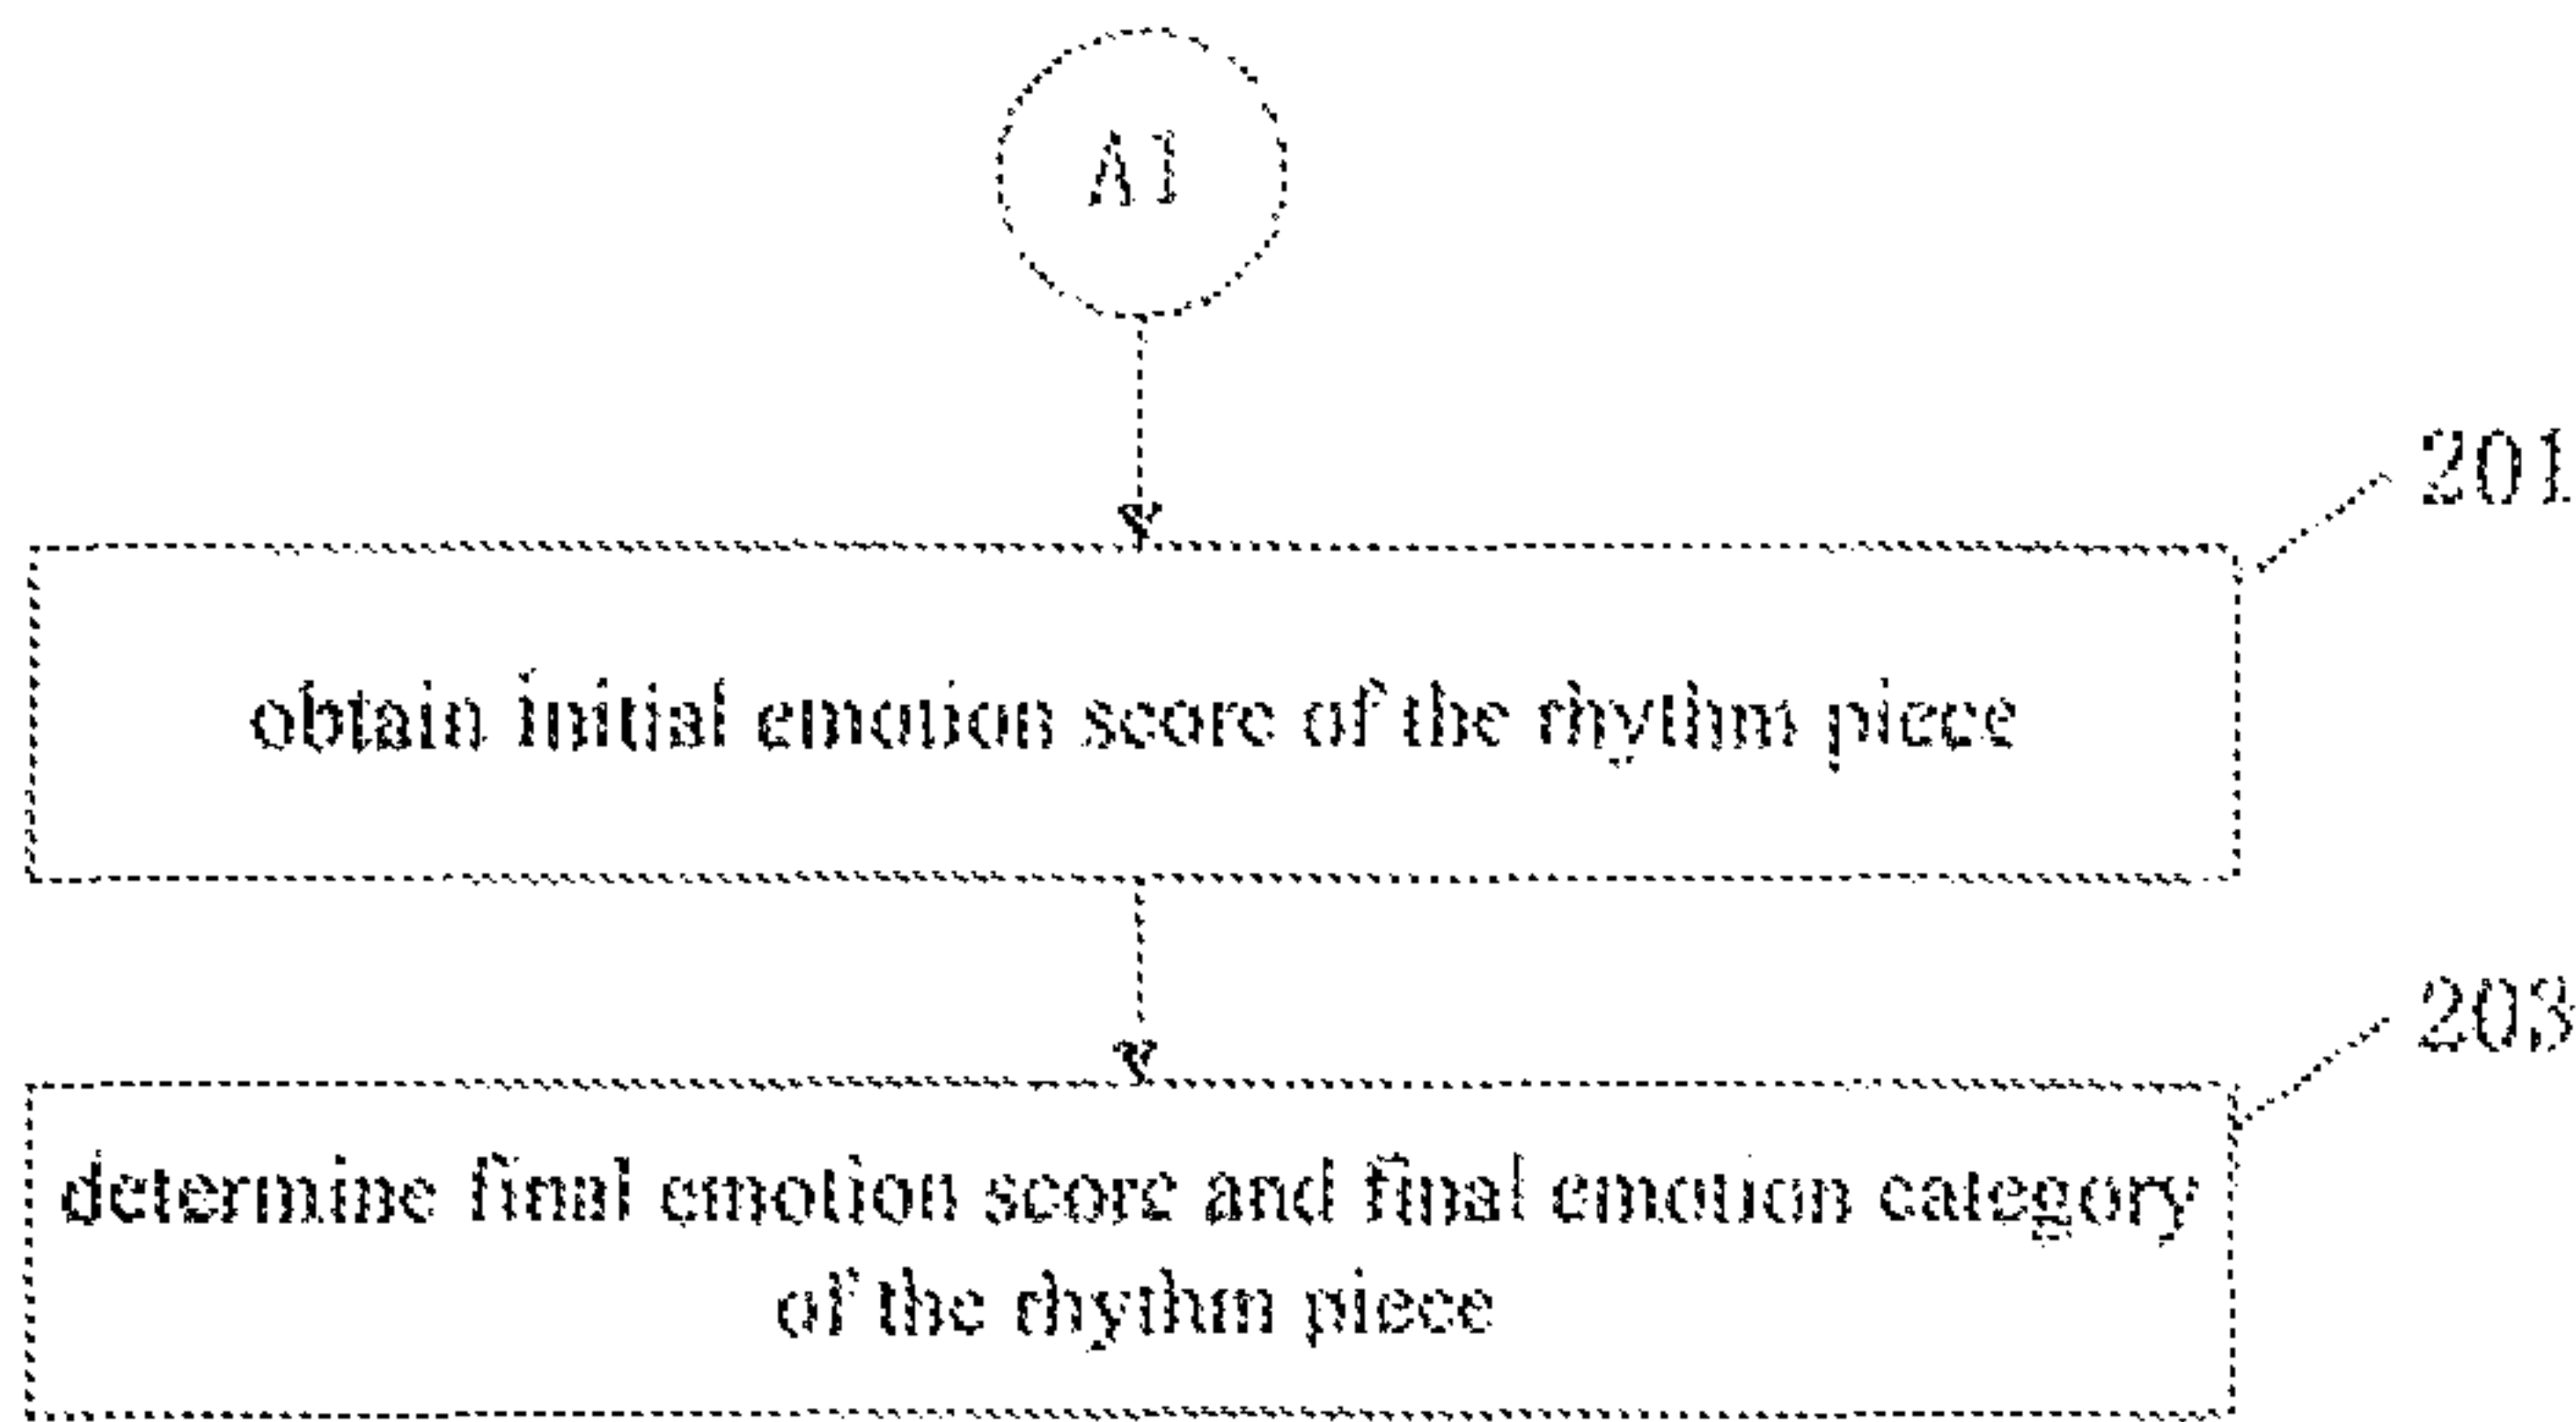 A1
201
obtain initial emotion score of the rhythm piece
203
determine final emotion score and final emotion category
of the rhythm piece